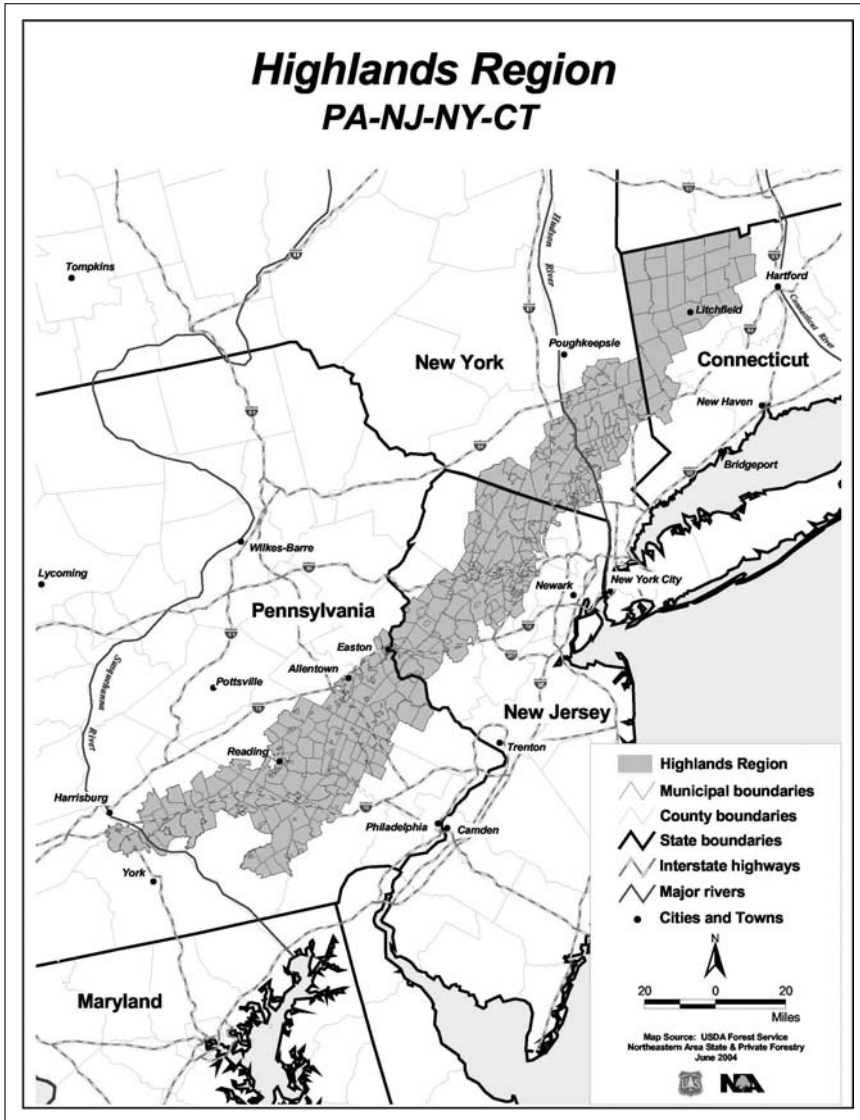 Highlands Region
PA-NJ-NY-CT
Hudson
River
Tompkins
Hartford
Litchfield
Connecticut River
Poughkeepsie
New York
Connecticut
New Haven
Bridgeport
Wilkes-Barre
Lycoming
New York City
Newark
Pennsylvania
Easton
Allentown
Susquehanna
River
Pottsville
New Jersey
Trenton
Reading
Harrisburg
Philadelphia
Camden
York
Maryland
Highlands Region
Municipal boundaries
County boundaries
State boundaries
Interstate highways
Major rivers
Cities and Towns
N
20 0 20
Miles
Map Source: USDA Forest Service
Northeastern Area State & Private Forestry
June 2004
UAS
NA